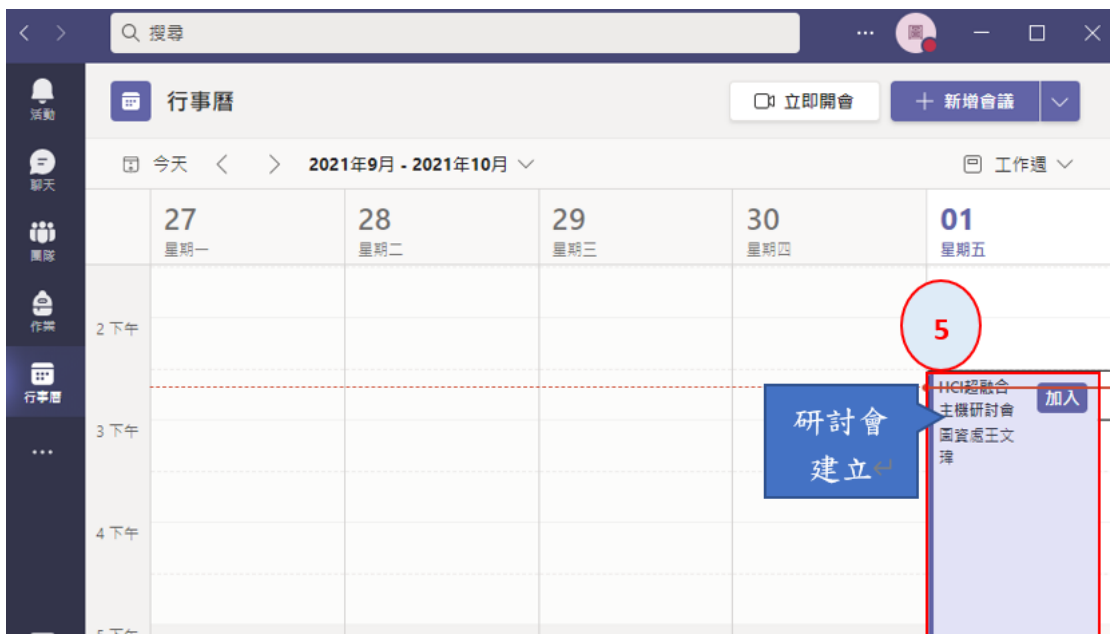 搜尋
圖
活動
聊天
團隊
作業
行事曆
行事曆
立即開會
新增會議
今天
2021年9月 - 2021年10月
工作週
27
星期一
28
星期二
29
星期三
30
星期四
01
星期五
2 下午
3 下午
4 下午
5 下午
5
研討會
建立
HCI超融合
主機研討會
圖資處王文
瑋
加入